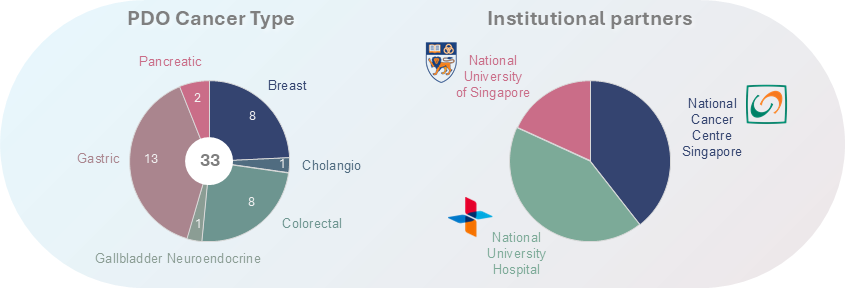 PDO Cancer Type
Pancreatic
Breast
2
8
Gastric
13
33
1
Cholangio
8
Colorectal
1
Gallbladder Neuroendocrine
Institutional partners
National
University
of Singapore
National
Cancer
Centre
Singapore
National
University
Hospital